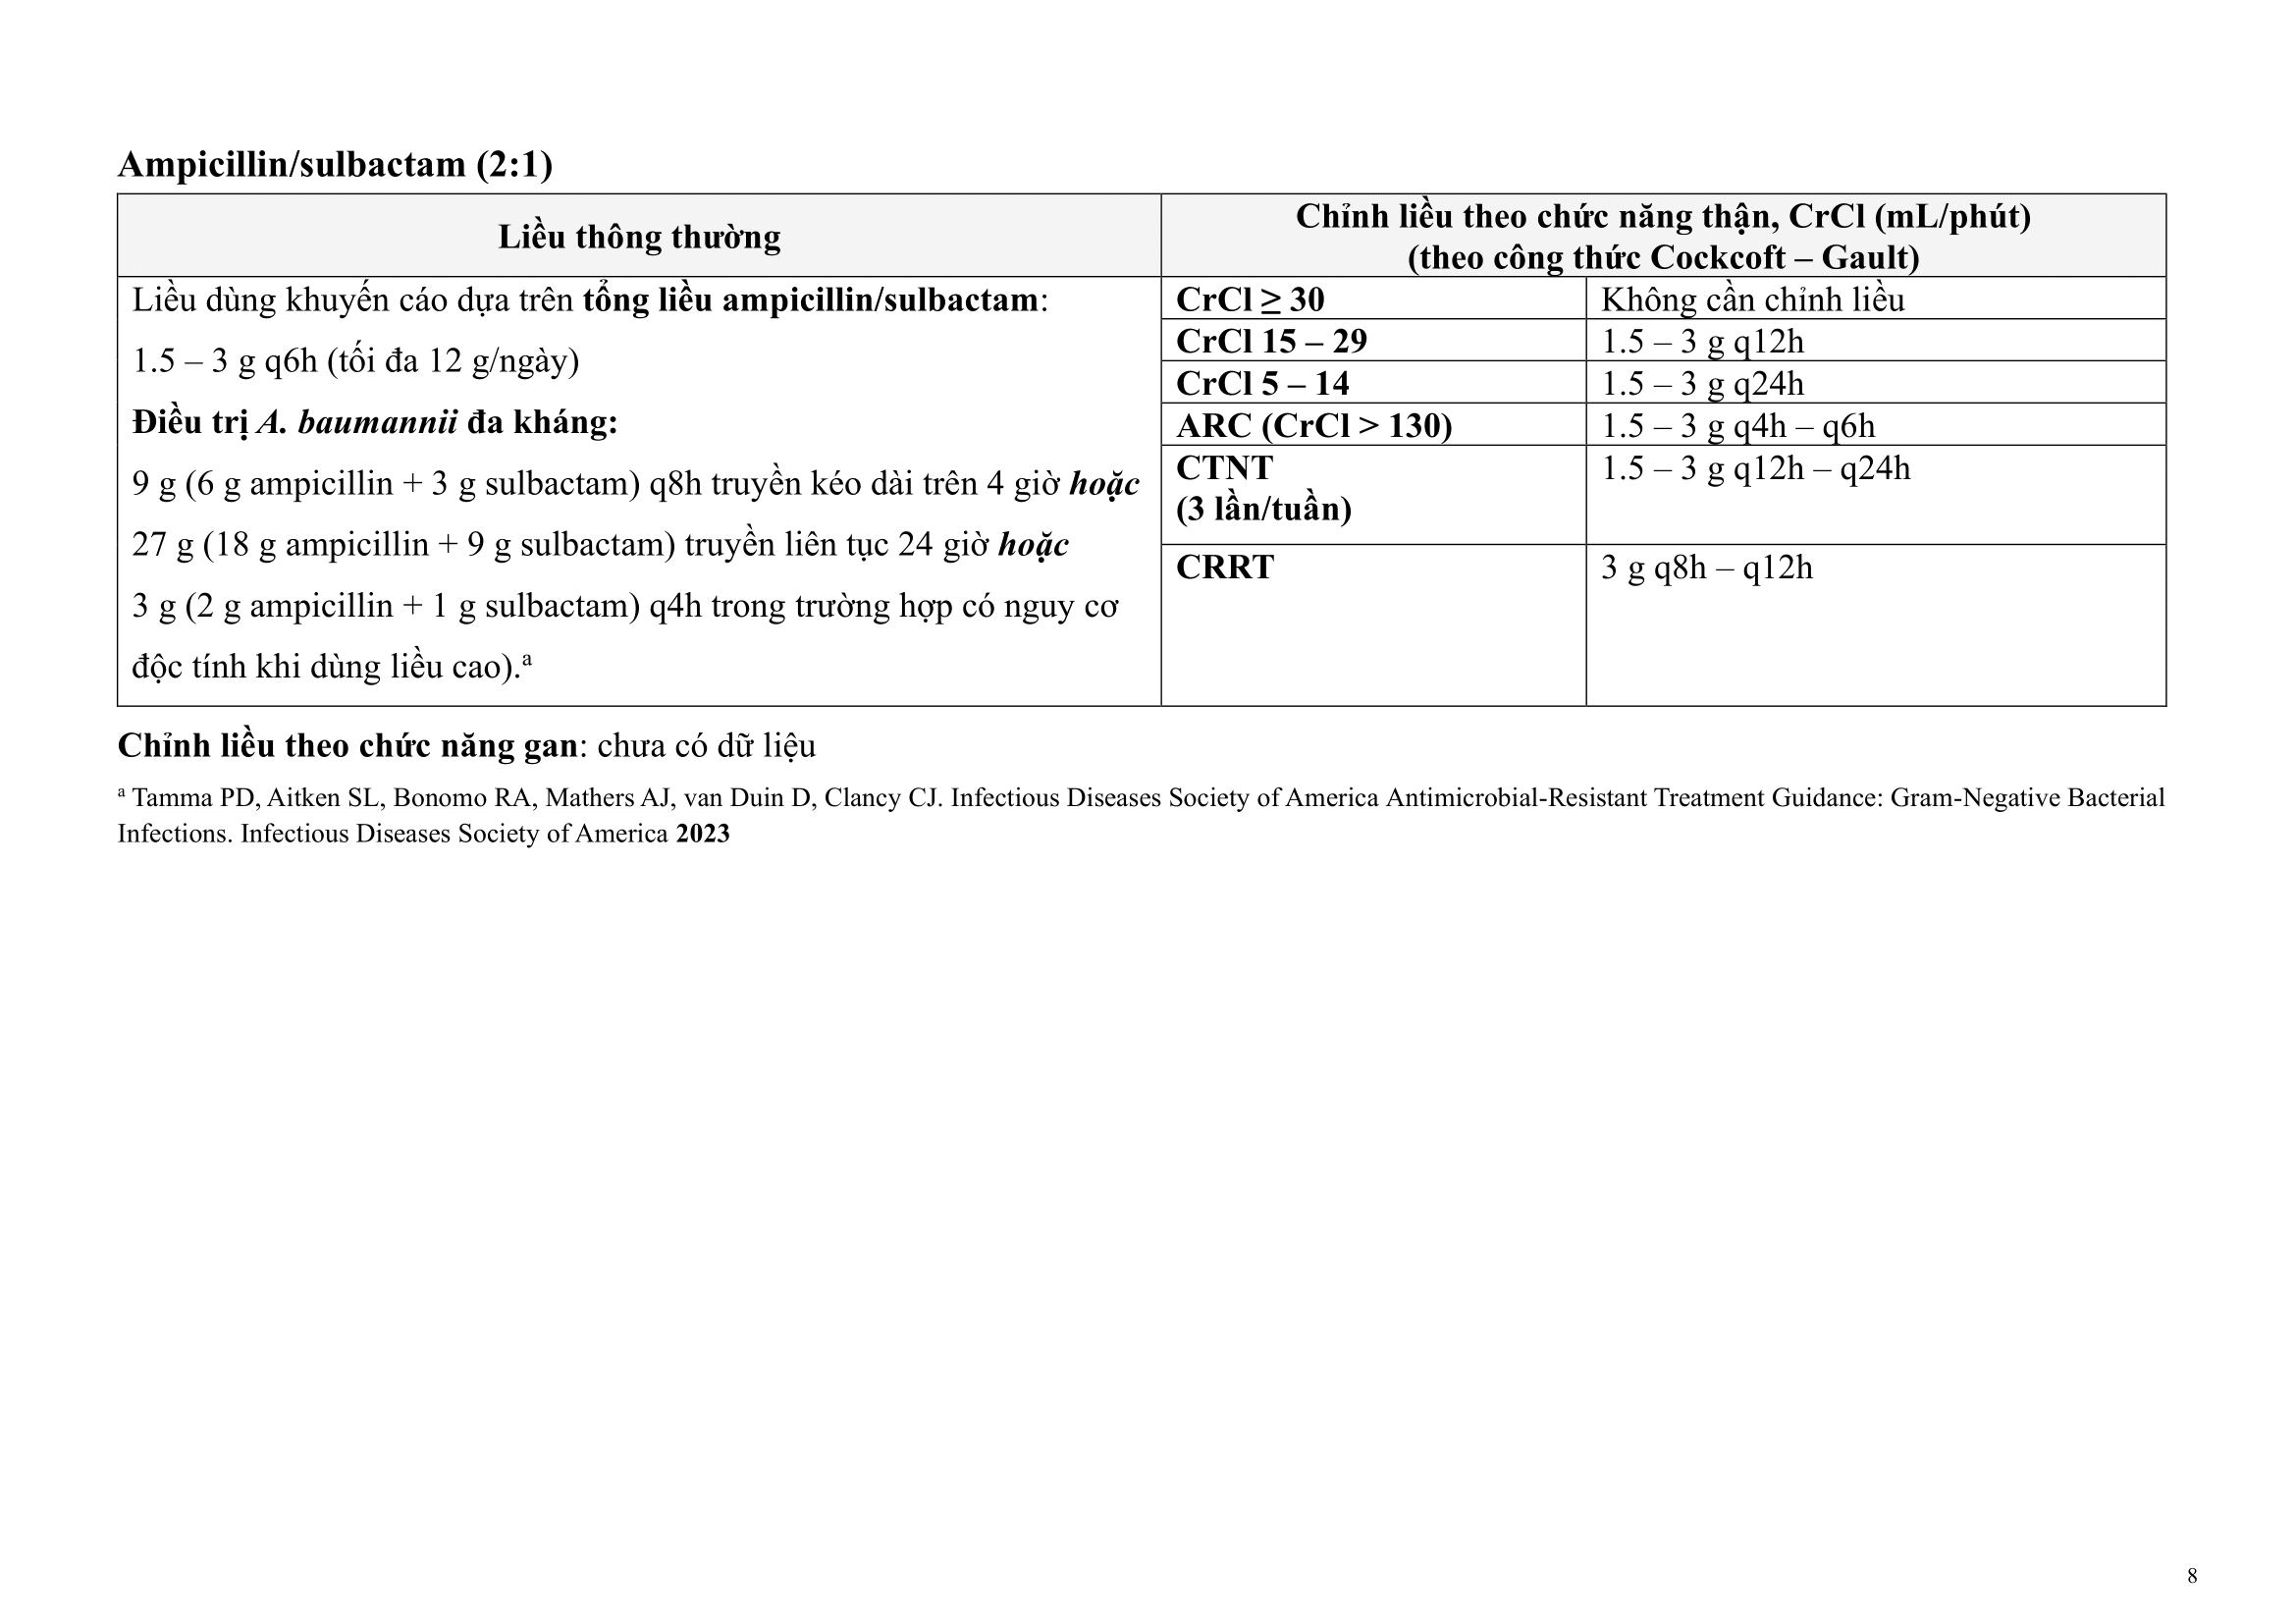 Ampicillin/sulbactam (2:1)
Liều thông thường
Chỉnh liều theo chức năng thận, CrCl (mL/phút)
(theo công thức Cockcoft – Gault)
Liều dùng khuyến cáo dựa trên tổng liều ampicillin/sulbactam:
1.5 – 3 g q6h (tối đa 12 g/ngày)
Điều trị A. baumannii đa kháng:
9 g (6 g ampicillin + 3 g sulbactam) q8h truyền kéo dài trên 4 giờ hoặc
27 g (18 g ampicillin + 9 g sulbactam) truyền liên tục 24 giờ hoặc
3 g (2 g ampicillin + 1 g sulbactam) q4h trong trường hợp có nguy cơ
độc tính khi dùng liều cao).a
CrCl ≥ 30 Không cần chỉnh liều
CrCl 15 – 29 1.5 – 3 g q12h
CrCl 5 – 14 1.5 – 3 g q24h
ARC (CrCl > 130) 1.5 – 3 g q4h – q6h
CTNT 1.5 – 3 g q12h – q24h
(3 lần/tuần)
CRRT 3 g q8h – q12h
Chỉnh liều theo chức năng gan: chưa có dữ liệu
a Tamma PD, Aitken SL, Bonomo RA, Mathers AJ, van Duin D, Clancy CJ. Infectious Diseases Society of America Antimicrobial-Resistant Treatment Guidance: Gram-Negative Bacterial
Infections. Infectious Diseases Society of America 2023
8